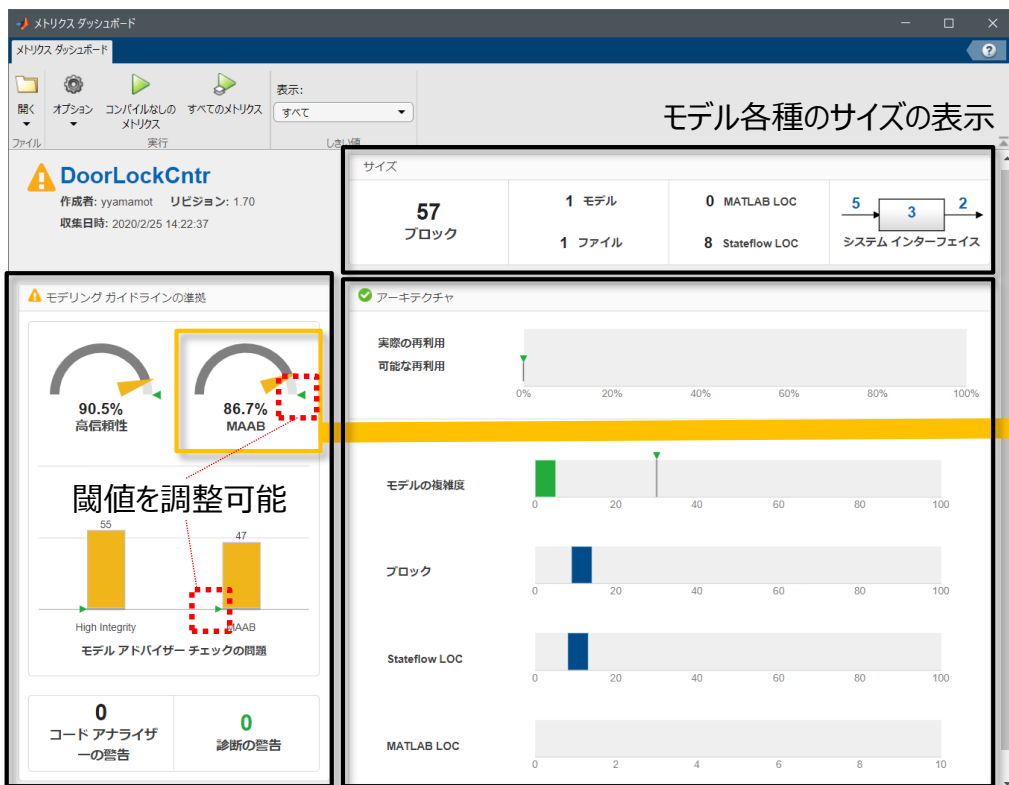 メトリクス ダッシュボード
メトリクス ダッシュボード
?
開く
オプション
コンパイルなしの
メトリクス
すべてのメトリクス
表示:
すべて
ファイル
実行
しきい値
モデル各種のサイズの表示
DoorLockCntr
作成者: yyamamot リビジョン: 1.70
収集日時: 2020/2/25 14:22:37
サイズ
57
ブロック
1 モデル
1 ファイル
0 MATLAB LOC
8 Stateflow LOC
5 3 2
システム インターフェイス
モデリング ガイドラインの準拠
90.5%
高信頼性
86.7%
MAAB
閾値を調整可能
55
47
High Integrity
MAAB
モデル アドバイザー チェックの問題
0
コード アナライザ
ーの警告
0
診断の警告
アーキテクチャ
実際の再利用
可能な再利用
0% 20% 40% 60% 80% 100%
モデルの複雑度
0 20 40 60 80 100
ブロック
0 20 40 60 80 100
Stateflow LOC
0 20 40 60 80 100
MATLAB LOC
0 2 4 6 8 10